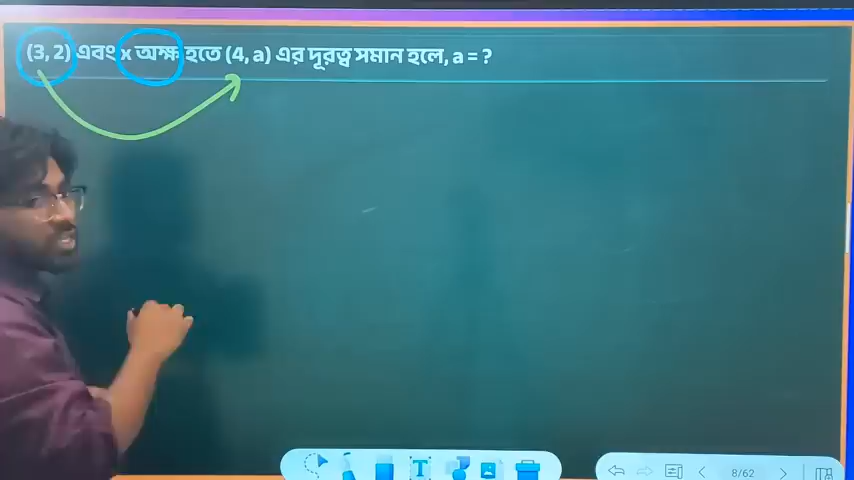 (3, 2) এবং x অক্ষ হতে (4, a) এর দূরত্ব সমান হলে, a = ?
T
8/62